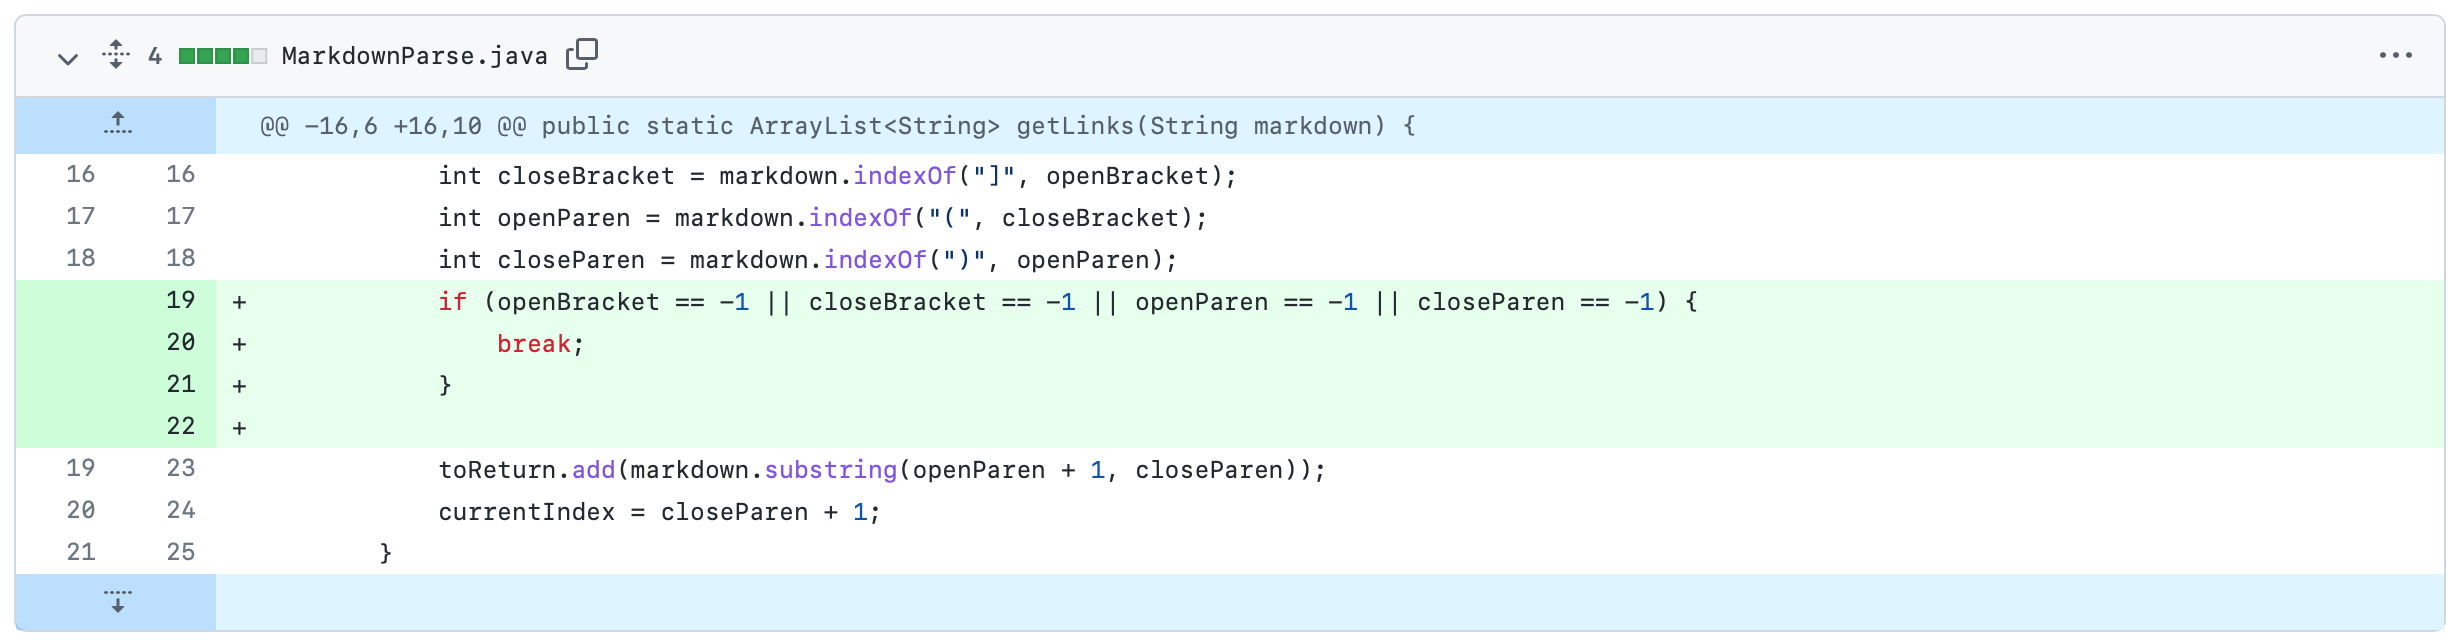 4 MarkdownParse.java
@@ -16,6 +16,10 @@ public static ArrayList<String> getLinks(String markdown) {
16 16 int closeBracket = markdown.indexOf("]", openBracket);
17 17 int openParen = markdown.indexOf("(", closeBracket);
18 18 int closeParen = markdown.indexOf(")", openParen);
19 + if (openBracket == -1 || closeBracket == -1 || openParen == -1 || closeParen == -1) {
20 + break;
21 + }
22 +
19 23 toReturn.add(markdown.substring(openParen + 1, closeParen));
20 24 currentIndex = closeParen + 1;
21 25 }